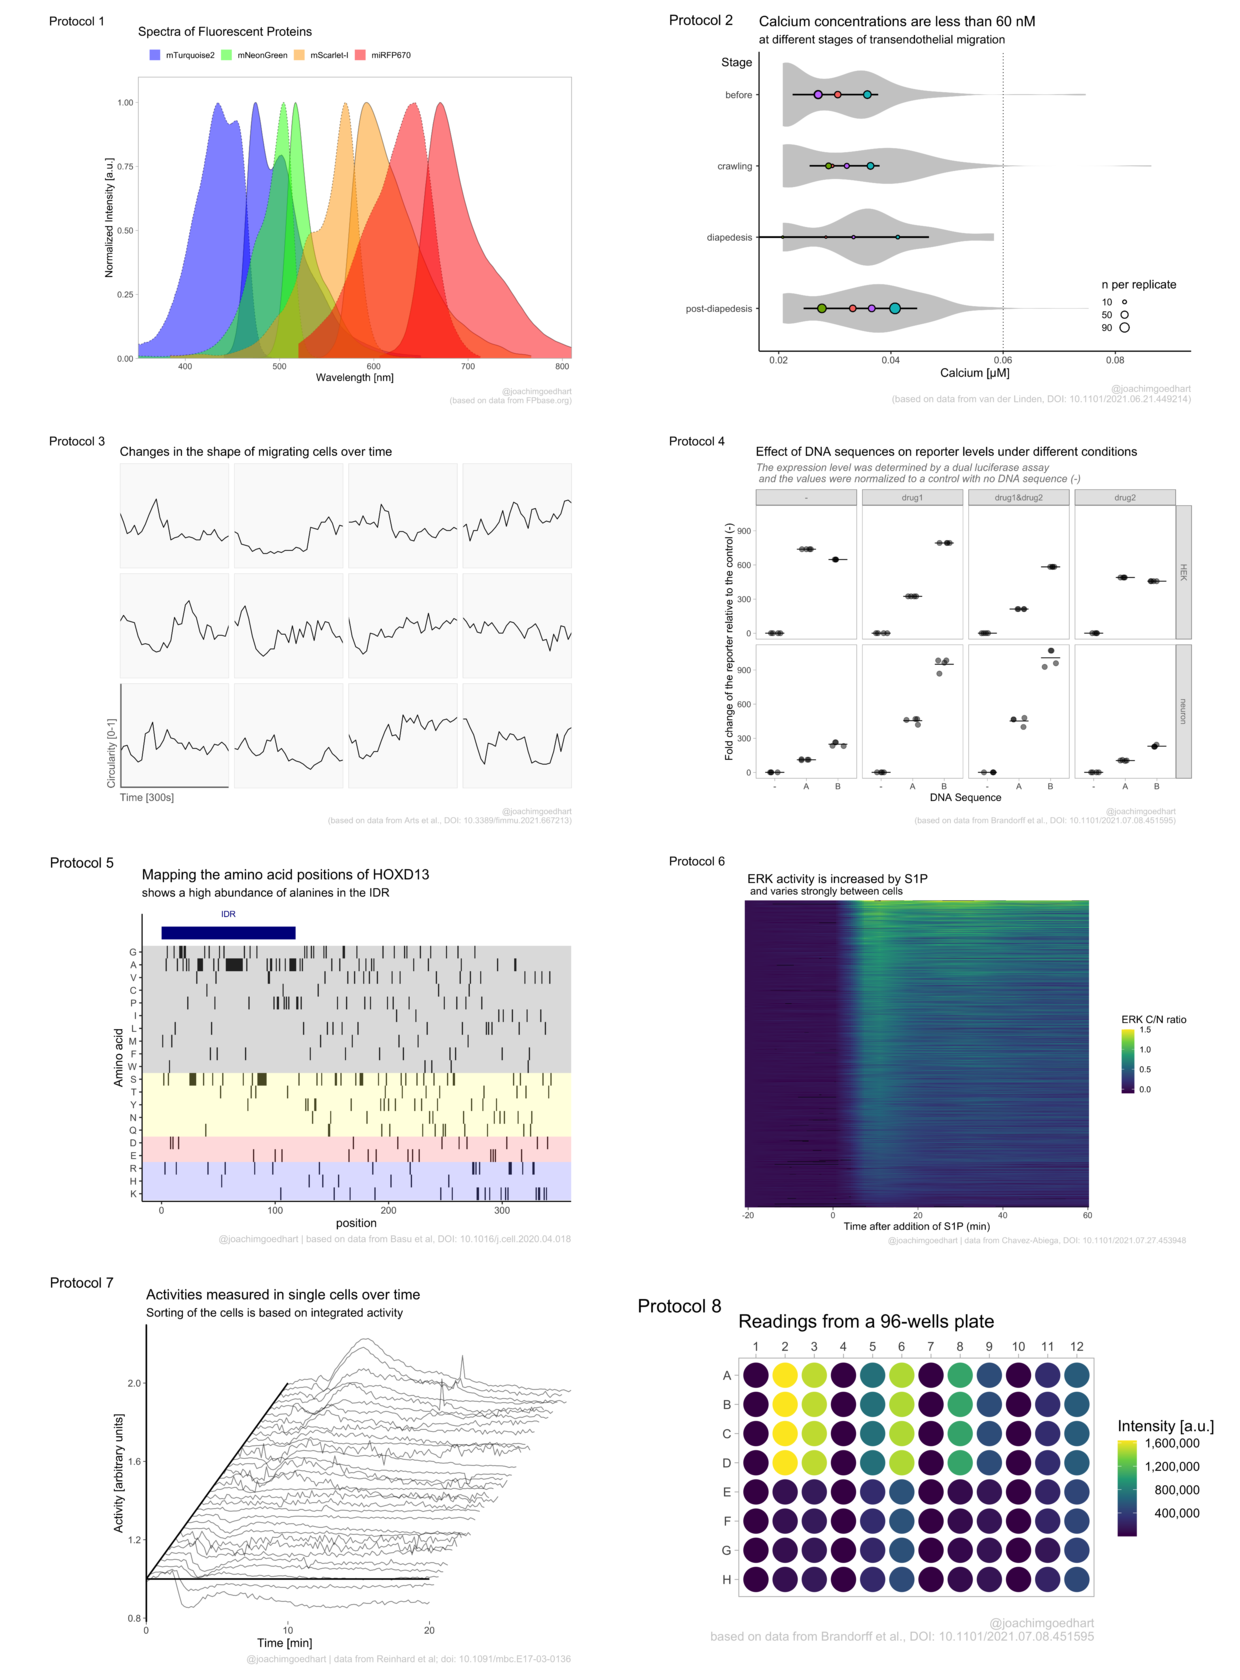 Protocol 1
Spectra of Fluorescent Proteins
mTurquoise2 mNeonGreen mScarlet-I miRFP670
Normalized Intensity [a.u.]
1.00
0.75
0.50
0.25
0.00
400 500 600 700 800
Wavelength [nm]
@joachimgoedhart
(based on data from FPbase.org)
Protocol 2
Calcium concentrations are less than 60 nM
at different stages of transendothelial migration
Stage
before
crawling
diapedesis
post-diapedesis
n per replicate
10
50
90
0.02 0.04 0.06 0.08
Calcium [µM]
@joachimgoedhart
(based on data from van der Linden, DOI: 10.1101/2021.06.21.449214)
Protocol 3
Changes in the shape of migrating cells over time
Circularity [0-1]
Time [300s]
@joachimgoedhart
(based on data from Arts et al., DOI: 10.3389/fimmu.2021.667213)
Protocol 4
Effect of DNA sequences on reporter levels under different conditions
The expression level was determined by a dual luciferase assay
and the values were normalized to a control with no DNA sequence (-)
- drug1 drug1&drug2 drug2
Fold change of the reporter relative to the control (-)
900
600
300
0
HEK
900
600
300
0
neuron
- A B - A B - A B - A B
DNA Sequence
@joachimgoedhart
(based on data from Brandorff et al., DOI: 10.1101/2021.07.08.451595)
Protocol 5
Mapping the amino acid positions of HOXD13
shows a high abundance of alanines in the IDR
IDR
Amino acid
G
A
V
C
P
I
L
M
F
W
S
T
Y
N
Q
D
E
R
H
K
0 100 200 300
position
@joachimgoedhart | based on data from Basu et al, DOI: 10.1016/j.cell.2020.04.018
Protocol 6
ERK activity is increased by S1P
and varies strongly between cells
ERK C/N ratio
1.5
1.0
0.5
0.0
-20 0 20 40 60
Time after addition of S1P (min)
@joachimgoedhart | data from Chavez-Abiega, DOI: 10.1101/2021.07.27.453948
Protocol 7
Activities measured in single cells over time
Sorting of the cells is based on integrated activity
Activity [arbitrary units]
2.0
1.6
1.2
0.8
0 10 20
Time [min]
@joachimgoedhart | data from Reinhard et al; doi: 10.1091/mbc.E17-03-0136
Protocol 8
Readings from a 96-wells plate
1 2 3 4 5 6 7 8 9 10 11 12
A
B
C
D
E
F
G
H
Intensity [a.u.]
1,600,000
1,200,000
800,000
400,000
@joachimgoedhart
based on data from Brandorff et al., DOI: 10.1101/2021.07.08.451595